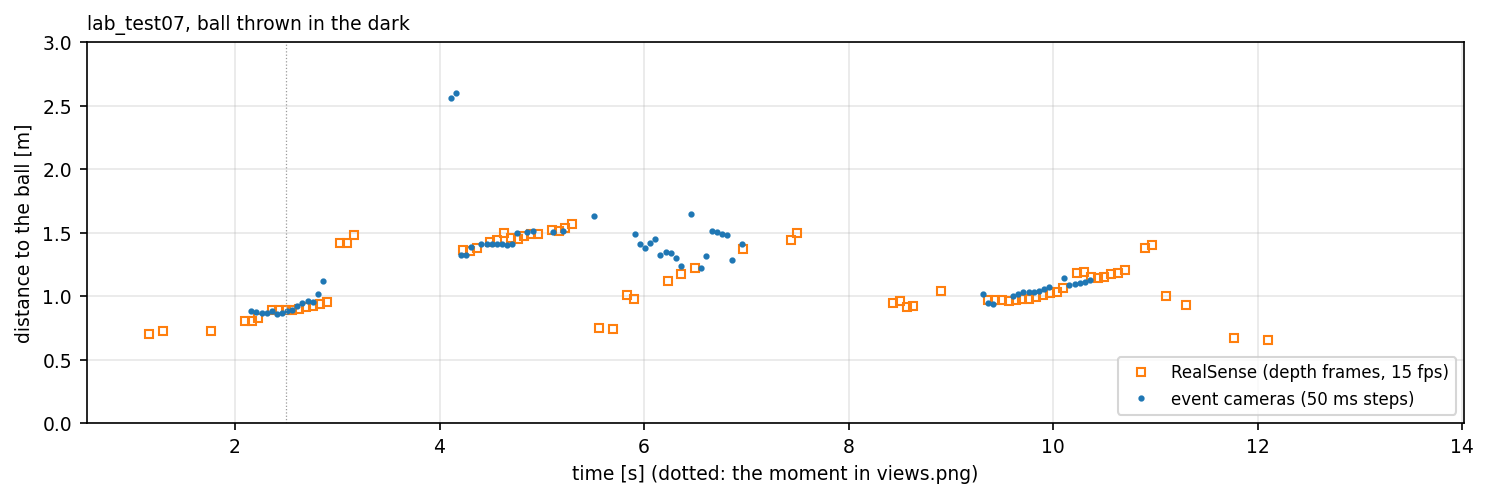 lab_test07, ball thrown in the dark
3.0
2.5
2.0
1.5
1.0
0.5
0.0
distance to the ball [m]
RealSense (depth frames, 15 fps)
event cameras (50 ms steps)
2
4
6
8
10
12
14
time [s] (dotted: the moment in views.png)